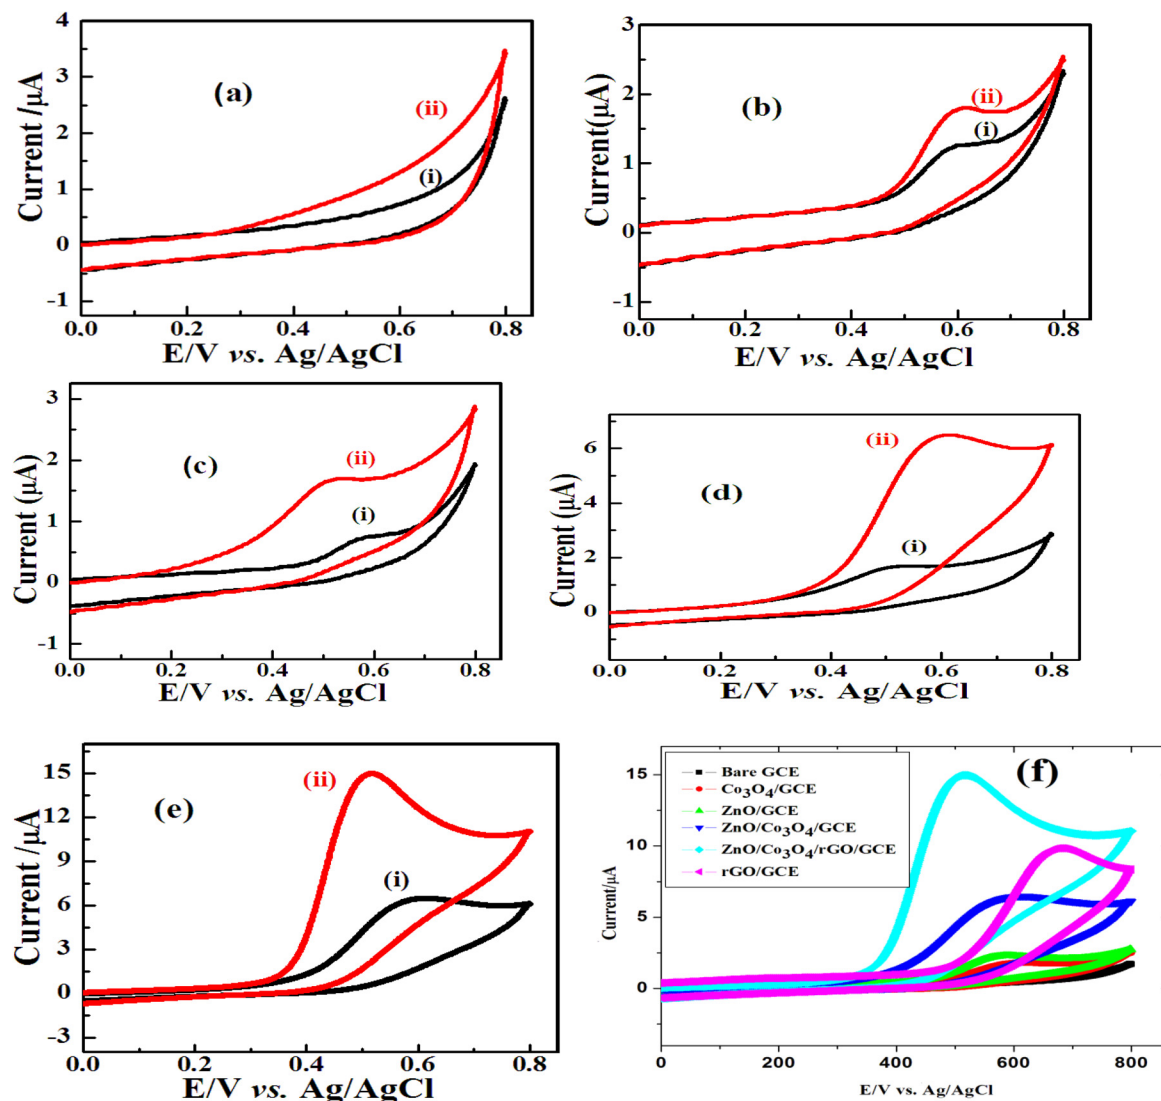 4
3
2
1
0
-1
Current /µA
(a)
(ii)
(i)
0.0 0.2 0.4 0.6 0.8
E/V vs. Ag/AgCl
3
2
1
0
-1
Current(µA)
(b)
(ii)
(i)
0.0 0.2 0.4 0.6 0.8
E/V vs. Ag/AgCl
3
2
1
0
-1
Current (µA)
(c)
(ii)
(i)
0.0 0.2 0.4 0.6 0.8
E/V vs. Ag/AgCl
6
4
2
0
Current (µA)
(d)
(ii)
(i)
0.0 0.2 0.4 0.6 0.8
E/V vs. Ag/AgCl
15
12
9
6
3
0
-3
Current /µA
(e)
(ii)
(i)
0.0 0.2 0.4 0.6 0.8
E/V vs. Ag/AgCl
15
10
5
0
Current/µA
(f)
Bare GCE
Co3O4/GCE
ZnO/GCE
ZnO/Co3O4/GCE
ZnO/Co3O4/rGO/GCE
rGO/GCE
0 200 400 600 800
E/V vs. Ag/AgCl